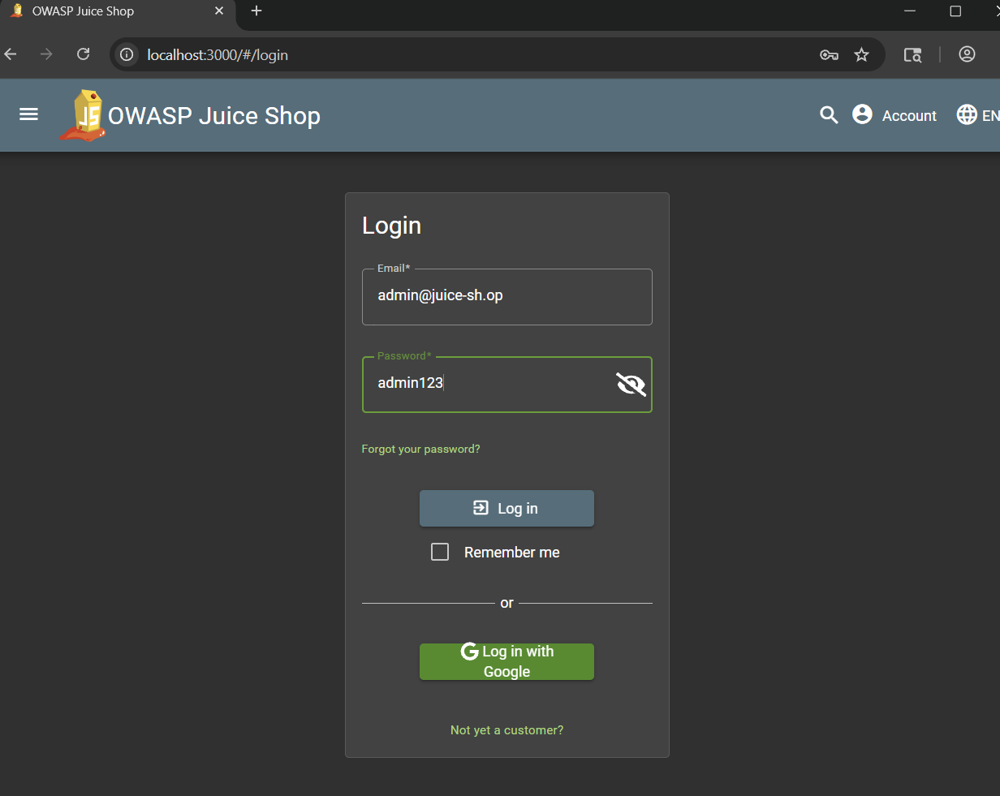 OWASP Juice Shop
localhost:3000/#/login
JS
OWASP Juice Shop
Account
EN
Login
Email*
admin@juice-sh.op
Password*
admin123
Forgot your password?
Log in
Remember me
or
G Log in with
Google
Not yet a customer?